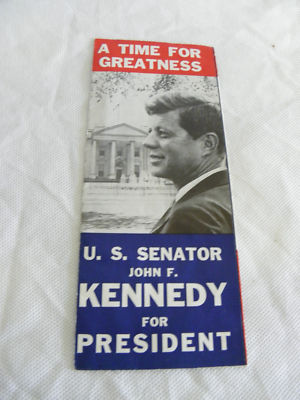 A TIME FOR
GREATNESS
U. S. SENATOR
JOHN F.
KENNEDY
FOR
PRESIDENT